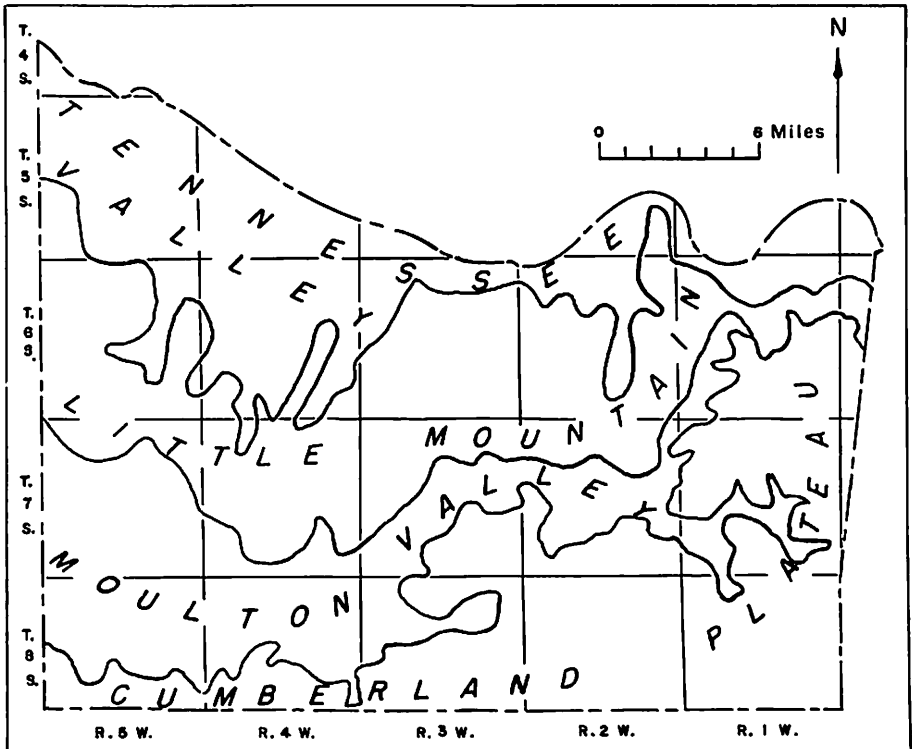 T. 4 S.
N
0 6 Miles
T. 5 S.
TENNESSEE
VALLEY
T. 6 S.
LITTLE MOUNTAIN
T. 7 S.
MOULTON VALLEY
T. 8 S.
CUMBERLAND PLATEAU
R. 5 W. R. 4 W. R. 3 W. R. 2 W. R. 1 W.